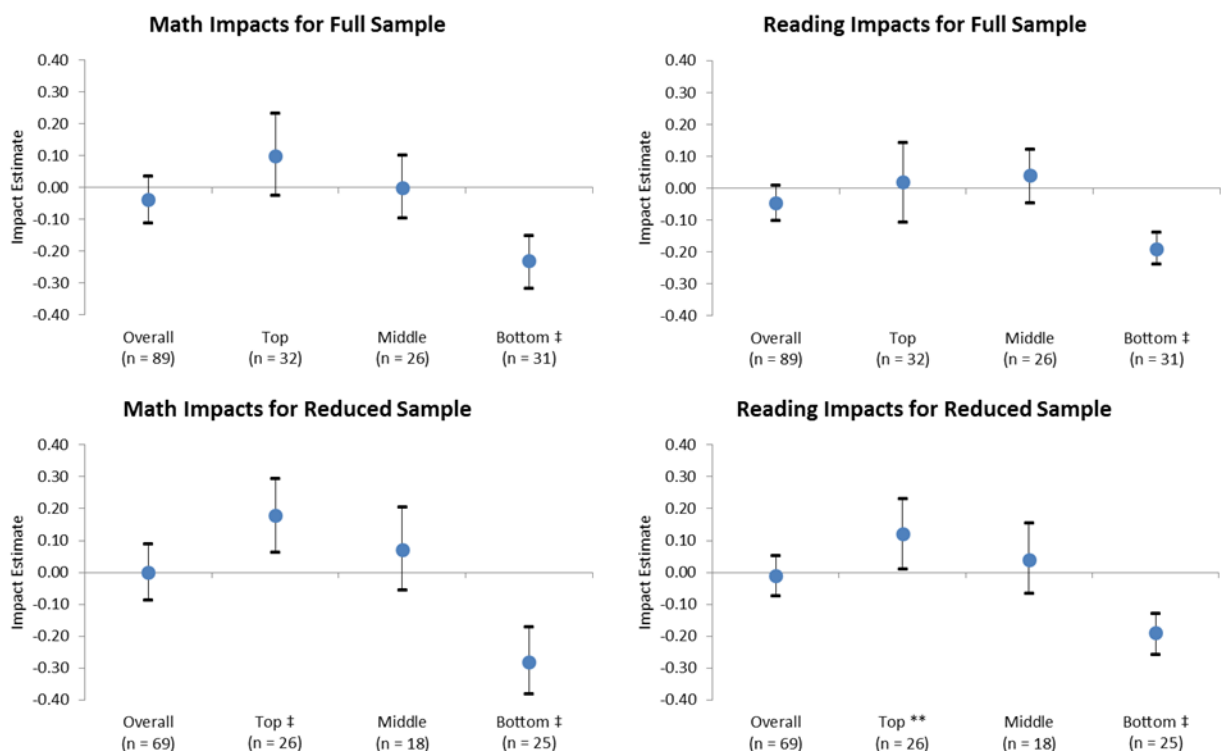 Math Impacts for Full Sample
0.40
0.30
0.20
0.10
0.00
-0.10
-0.20
-0.30
-0.40
Impact Estimate
Overall Top Middle Bottom ‡
(n = 89) (n = 32) (n = 26) (n = 31)
Reading Impacts for Full Sample
0.40
0.30
0.20
0.10
0.00
-0.10
-0.20
-0.30
-0.40
Impact Estimate
Overall Top Middle Bottom ‡
(n = 89) (n = 32) (n = 26) (n = 31)
Math Impacts for Reduced Sample
0.40
0.30
0.20
0.10
0.00
-0.10
-0.20
-0.30
-0.40
Impact Estimate
Overall Top ‡ Middle Bottom ‡
(n = 69) (n = 26) (n = 18) (n = 25)
Reading Impacts for Reduced Sample
0.40
0.30
0.20
0.10
0.00
-0.10
-0.20
-0.30
-0.40
Impact Estimate
Overall Top ** Middle Bottom ‡
(n = 69) (n = 26) (n = 18) (n = 25)